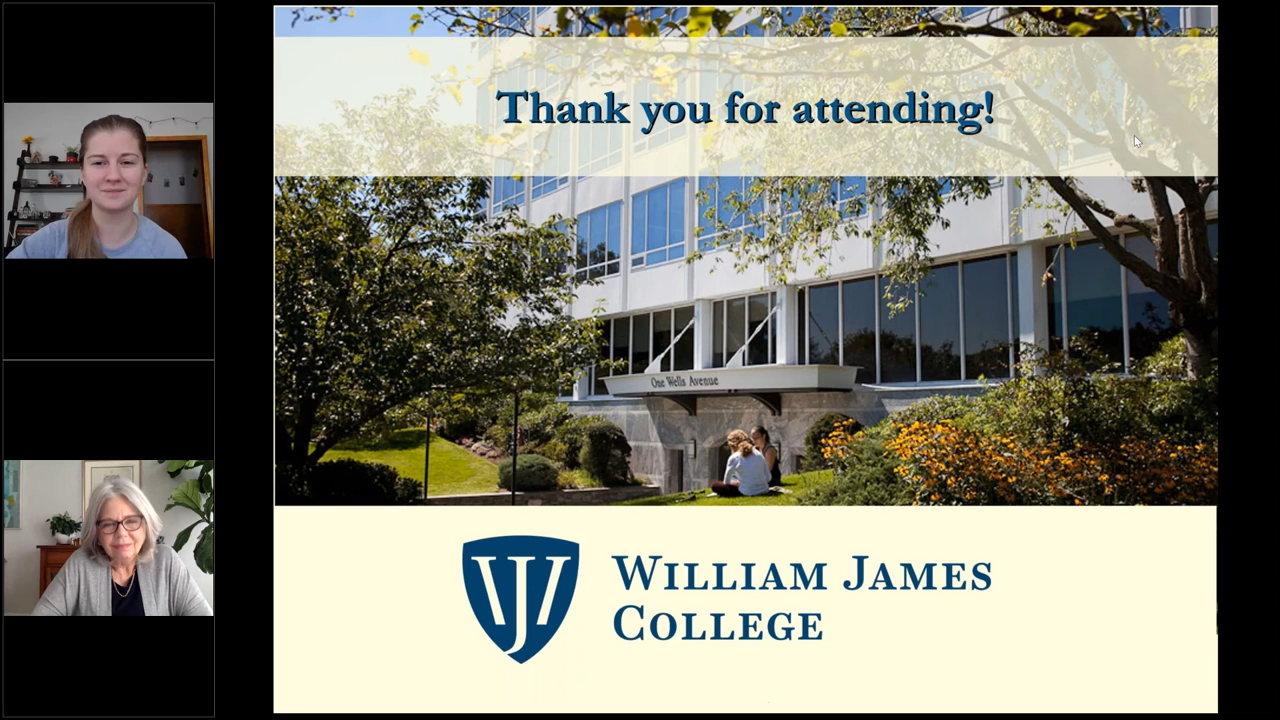 Thank you for attending!
One Wells Avenue
WJ
WILLIAM JAMES
COLLEGE